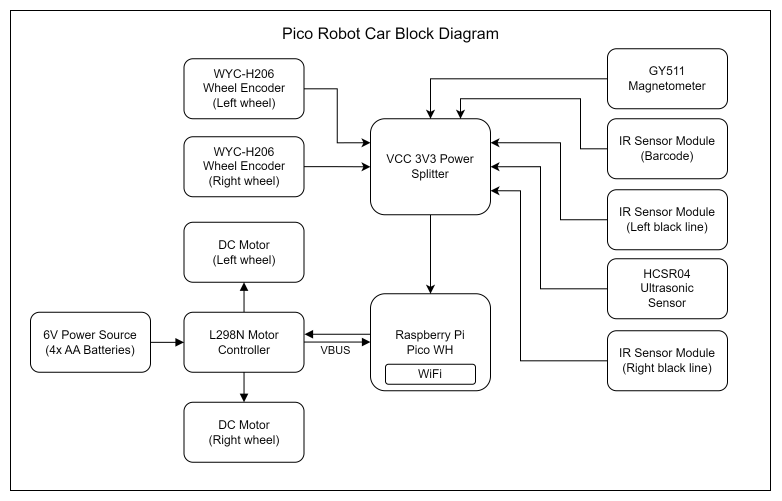 Pico Robot Car Block Diagram
WYC-H206
Wheel Encoder
(Left wheel)
WYC-H206
Wheel Encoder
(Right wheel)
DC Motor
(Left wheel)
6V Power Source
(4x AA Batteries)
L298N Motor
Controller
VBUS
DC Motor
(Right wheel)
VCC 3V3 Power
Splitter
Raspberry Pi
Pico WH
WiFi
GY511
Magnetometer
IR Sensor Module
(Barcode)
IR Sensor Module
(Left black line)
HCSR04
Ultrasonic
Sensor
IR Sensor Module
(Right black line)